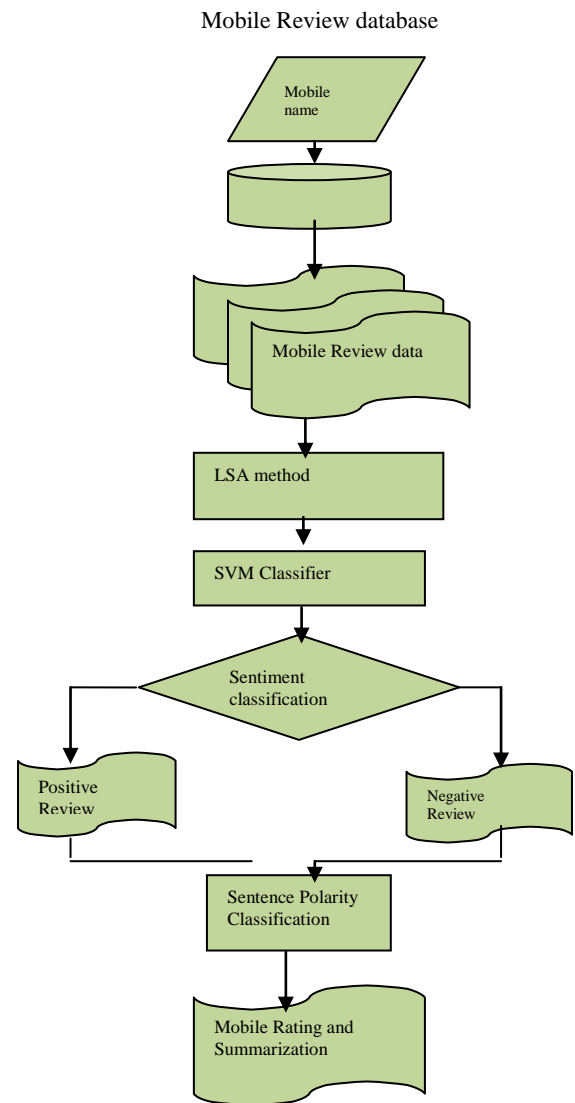 Mobile Review database
Mobile
name
Mobile Review data
LSA method
SVM Classifier
Sentiment
classification
Positive
Review
Negative
Review
Sentence Polarity
Classification
Mobile Rating and
Summarization